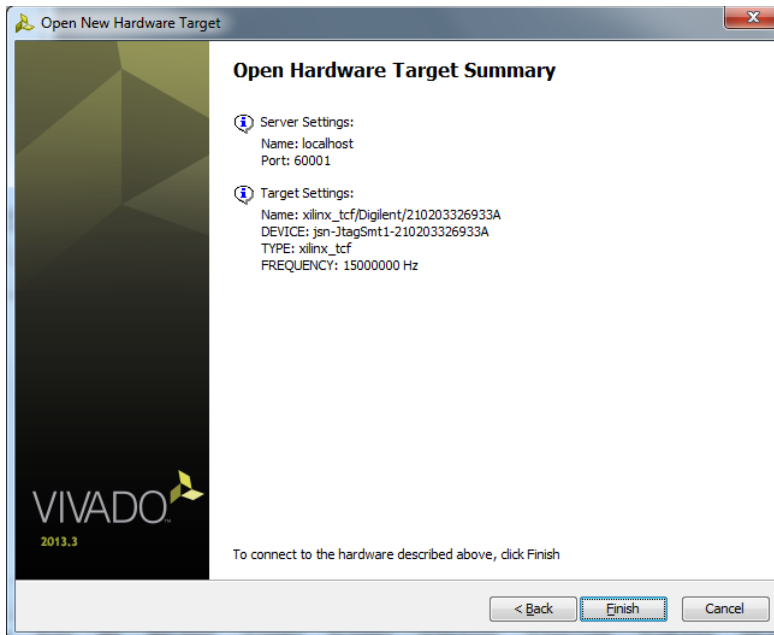 Open New Hardware Target
Open Hardware Target Summary
Server Settings:
Name: localhost
Port: 60001
Target Settings:
Name: xilinx_tcf/Digilent/210203326933A
DEVICE: jsn-JtagSmt1-210203326933A
TYPE: xilinx_tcf
FREQUENCY: 15000000 Hz
VIVADO™
2013.3
To connect to the hardware described above, click Finish
< Back
Finish
Cancel